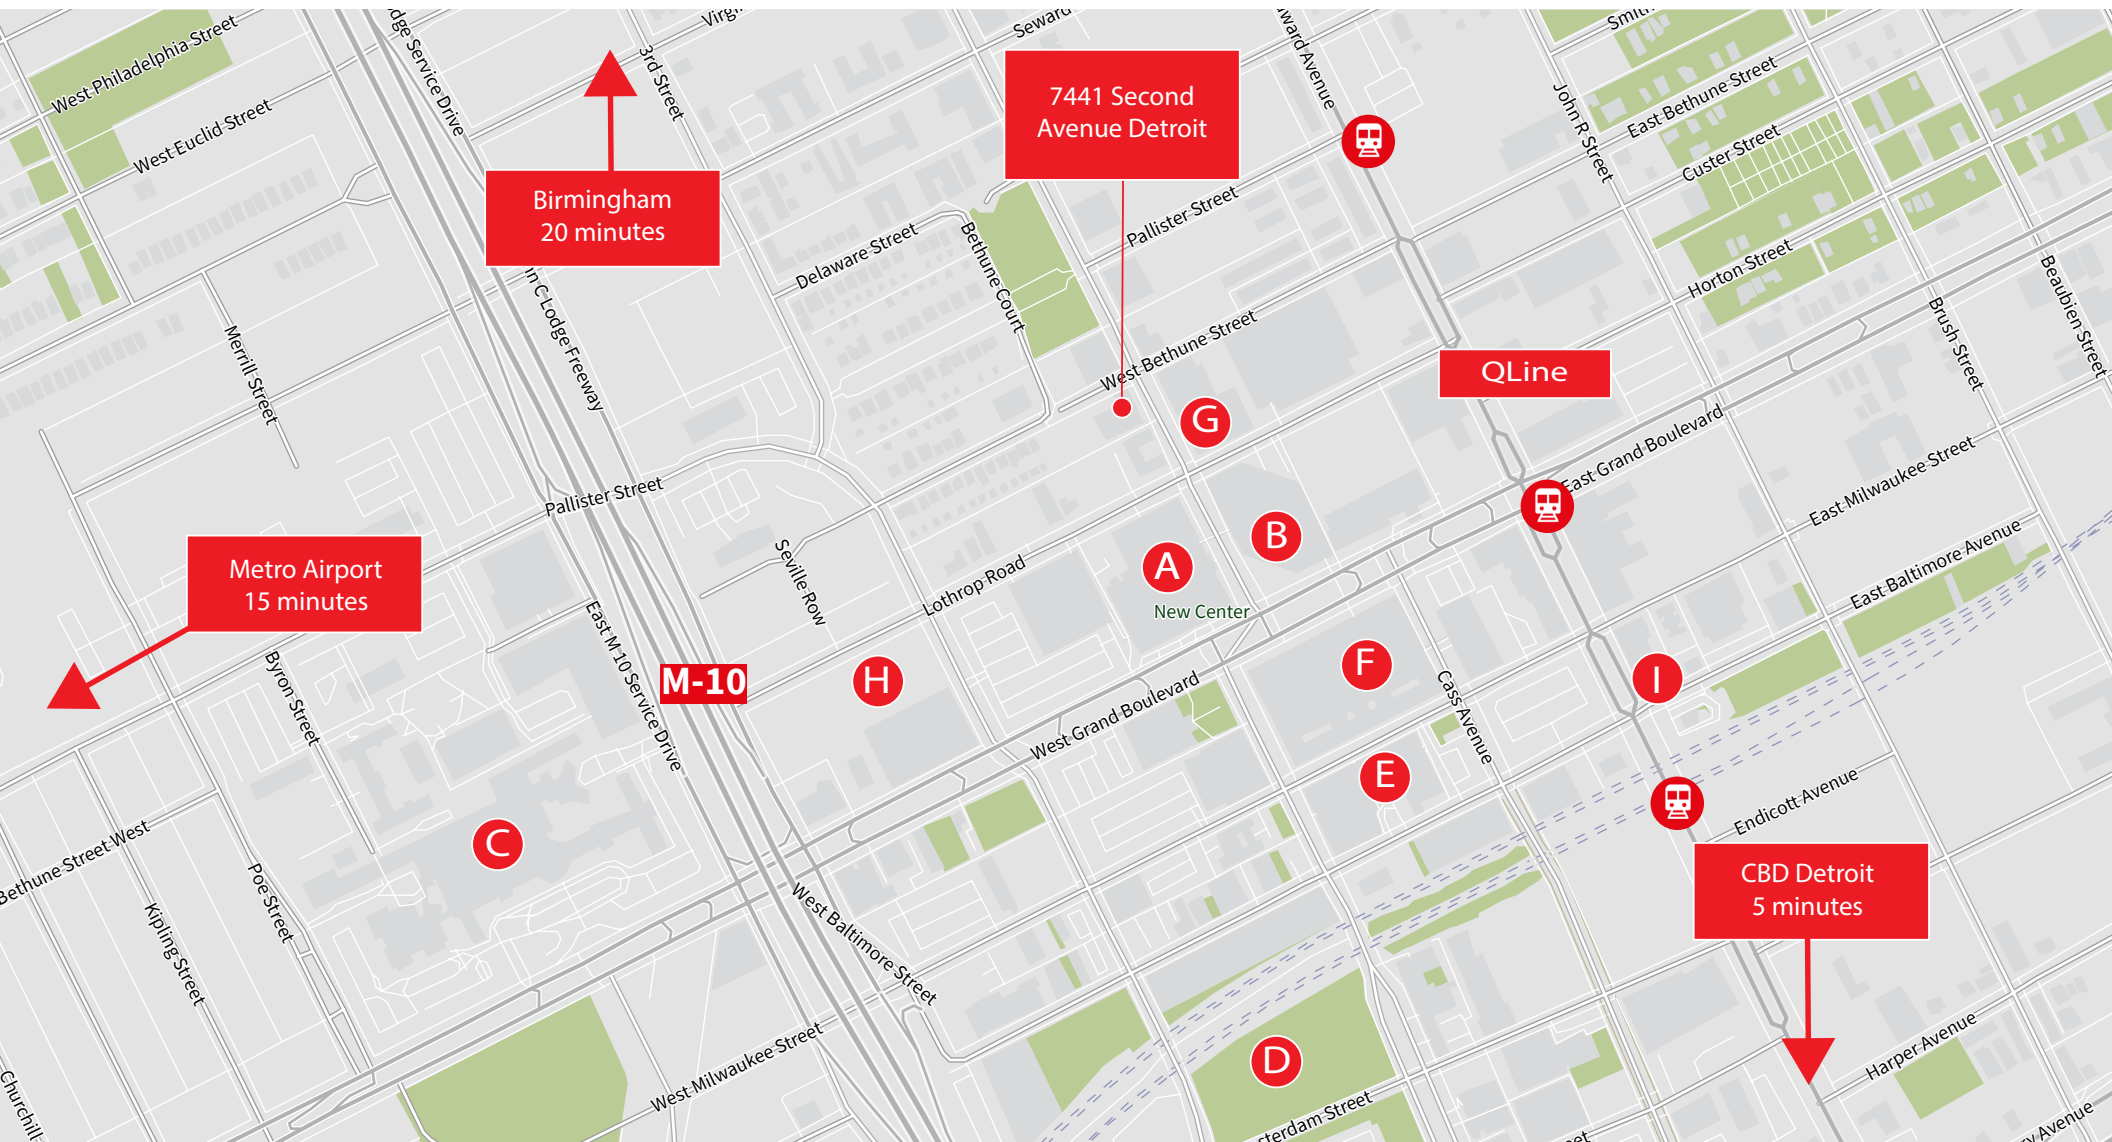 West Philadelphia Street
West Euclid Street
3rd Street
Seward
7441 Second
Avenue Detroit
East Bethune Street
Custer Street
John R Street
Birmingham
20 minutes
Delaware Street
Bethune Court
Pallister Street
Horton Street
Beaubien Street
Brush Street
Merrill Street
West Bethune Street
QLine
G
East Grand Boulevard
East Milwaukee Street
Pallister Street
East Baltimore Avenue
Metro Airport
15 minutes
Seville Row
Lothrop Road
A
B
New Center
Byron Street
East M 10 Service Drive
M-10
H
West Grand Boulevard
F
Cass Avenue
I
E
Endicott Avenue
Bethune Street West
Kipling Street
Poe Street
C
West Baltimore Street
CBD Detroit
5 minutes
West Milwaukee Street
D
Harper Avenue
Churchill